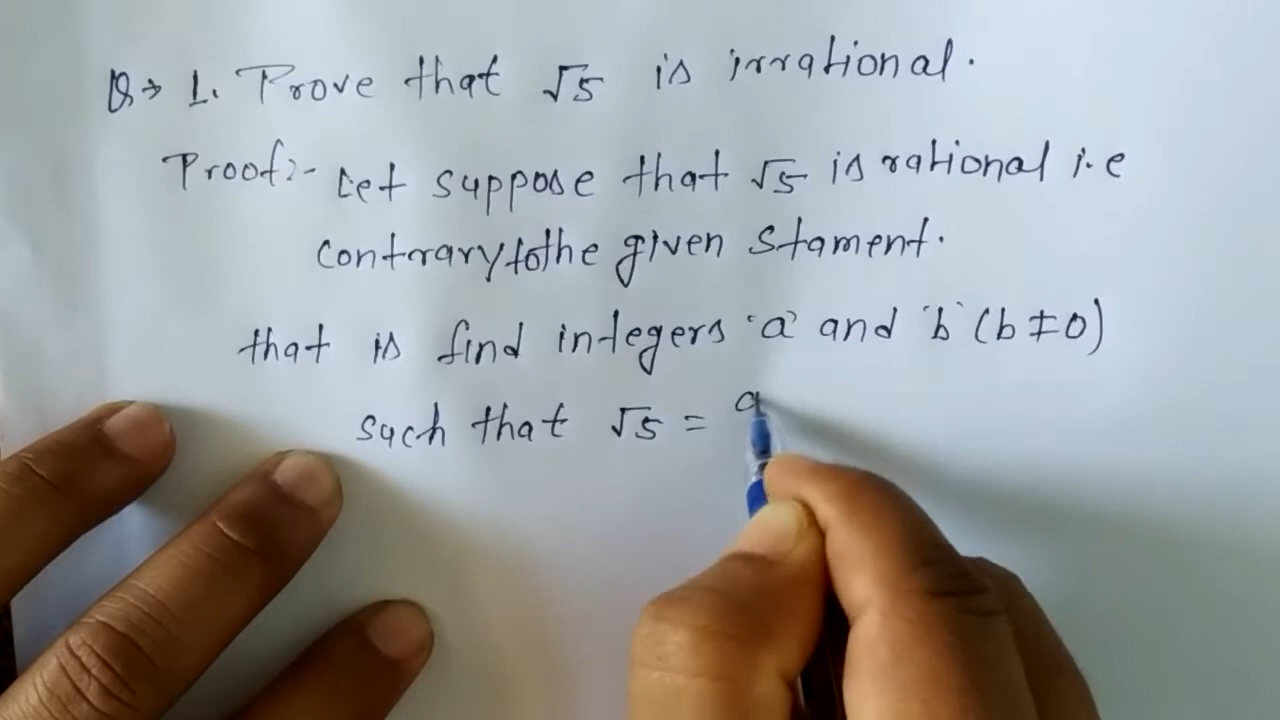 Q→ 1. Prove that √5 is irrational.
Proof:- Let suppose that √5 is rational i.e
contrary to the given stament.
that is find integers 'a' and 'b' (b≠0)
such that √5 = a